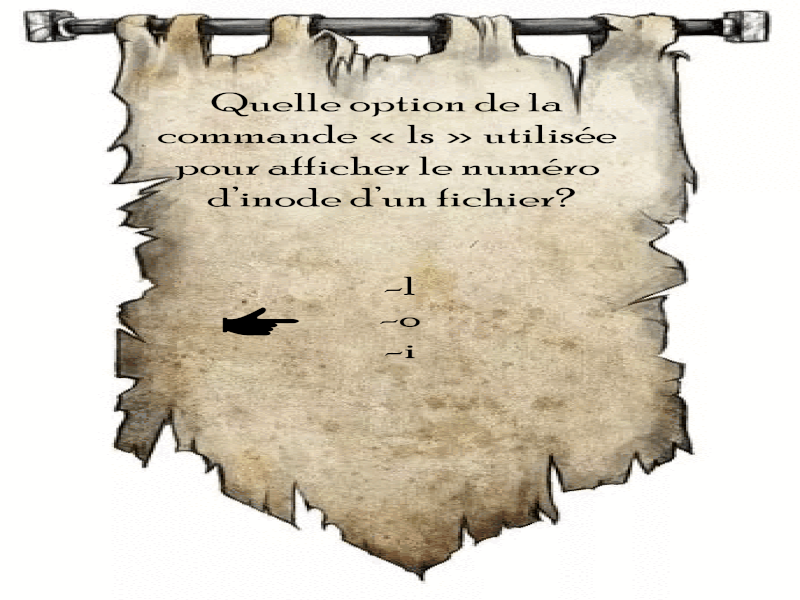 Quelle option de la
commande « ls » utilisée
pour afficher le numéro
d'inode d'un fichier?
-l
-o
-i